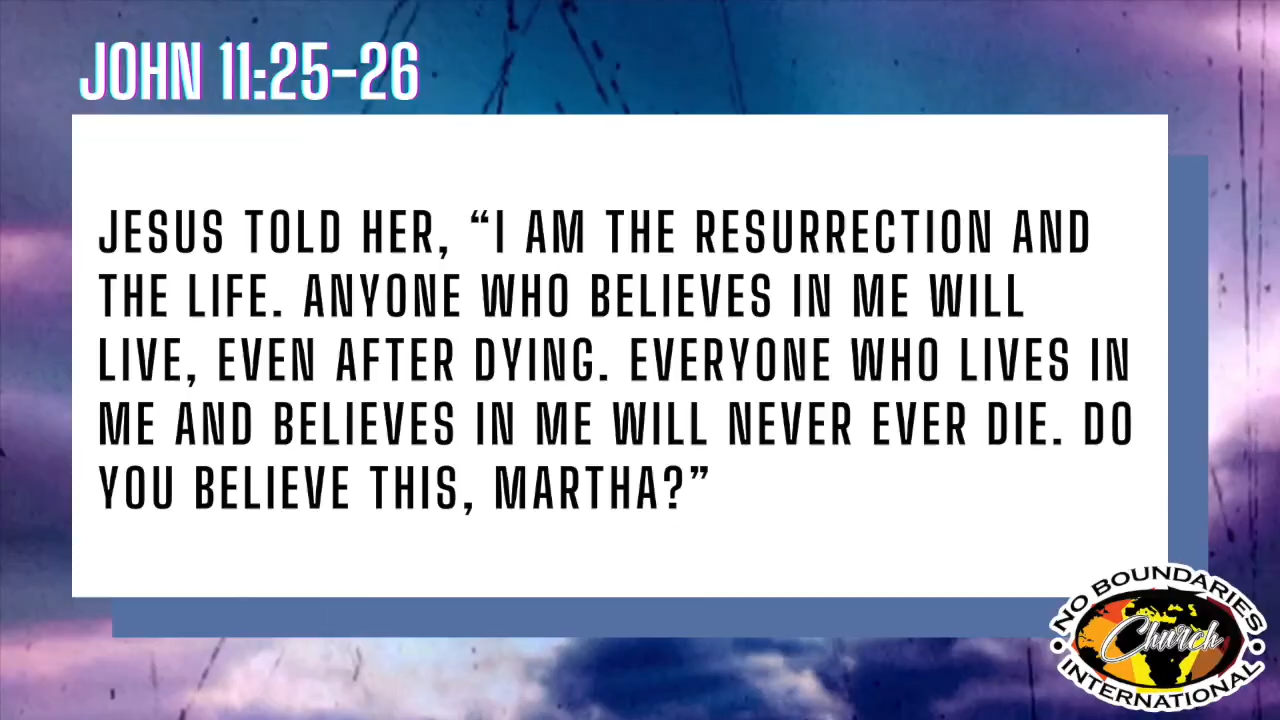 JOHN 11:25-26
JESUS TOLD HER, “I AM THE RESURRECTION AND
THE LIFE. ANYONE WHO BELIEVES IN ME WILL
LIVE, EVEN AFTER DYING. EVERYONE WHO LIVES IN
ME AND BELIEVES IN ME WILL NEVER EVER DIE. DO
YOU BELIEVE THIS, MARTHA?”
NO BOUNDARIES
Church
INTERNATIONAL